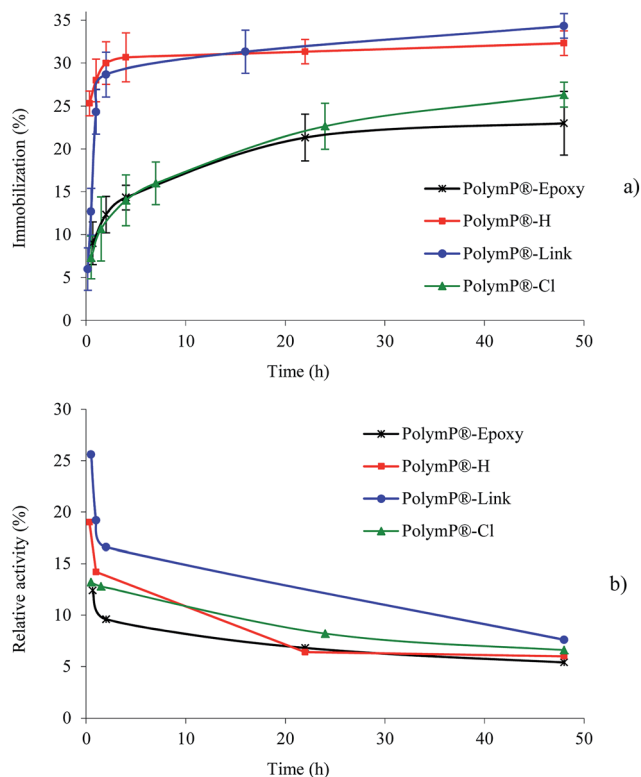 35
30
25
20
15
10
5
0
Immobilization (%)
PolymP®-Epoxy
PolymP®-H
PolymP®-Link
PolymP®-Cl
a)
0 10 20 30 40 50
Time (h)
30
25
20
15
10
5
0
Relative activity (%)
PolymP®-Epoxy
PolymP®-H
PolymP®-Link
PolymP®-Cl
b)
0 10 20 30 40 50
Time (h)